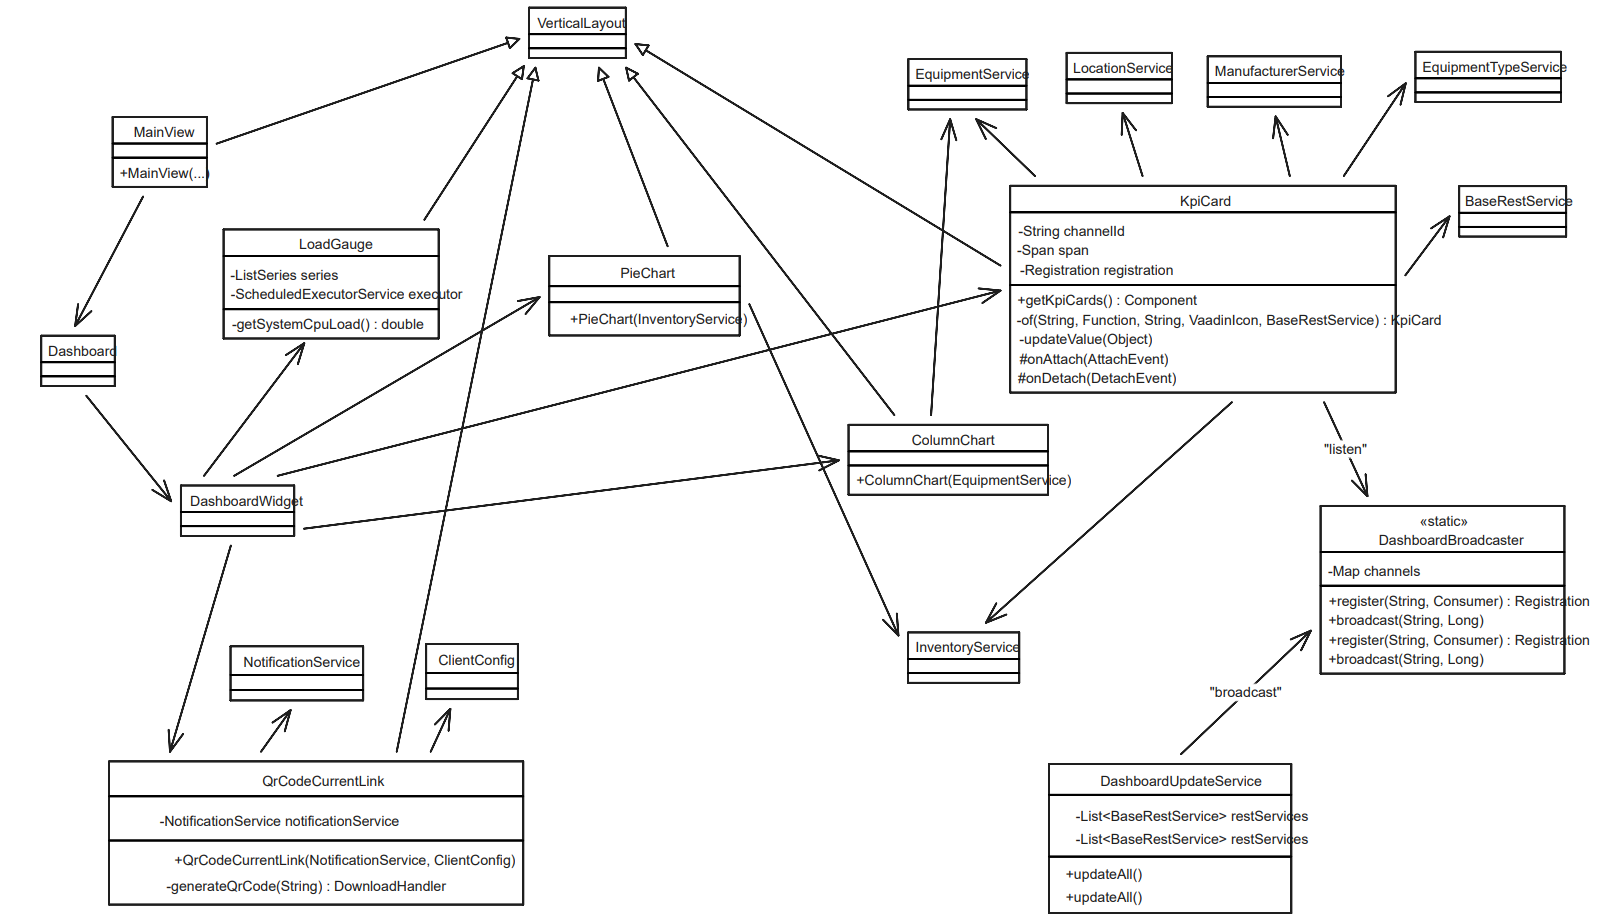 VerticalLayout
EquipmentService
LocationService
ManufacturerService
EquipmentTypeService
MainView
+MainView(...)
KpiCard
-String channelId
-Span span
-Registration registration
+getKpiCards() : Component
-of(String, Function, String, VaadinIcon, BaseRestService) : KpiCard
-updateValue(Object)
#onAttach(AttachEvent)
#onDetach(DetachEvent)
BaseRestService
LoadGauge
-ListSeries series
-ScheduledExecutorService executor
-getSystemCpuLoad() : double
PieChart
+PieChart(InventoryService)
Dashboard
ColumnChart
+ColumnChart(EquipmentService)
"listen"
DashboardWidget
«static»
DashboardBroadcaster
-Map channels
+register(String, Consumer) : Registration
+broadcast(String, Long)
+register(String, Consumer) : Registration
+broadcast(String, Long)
NotificationService
ClientConfig
InventoryService
"broadcast"
QrCodeCurrentLink
-NotificationService notificationService
+QrCodeCurrentLink(NotificationService, ClientConfig)
-generateQrCode(String) : DownloadHandler
DashboardUpdateService
-List<BaseRestService> restServices
-List<BaseRestService> restServices
+updateAll()
+updateAll()